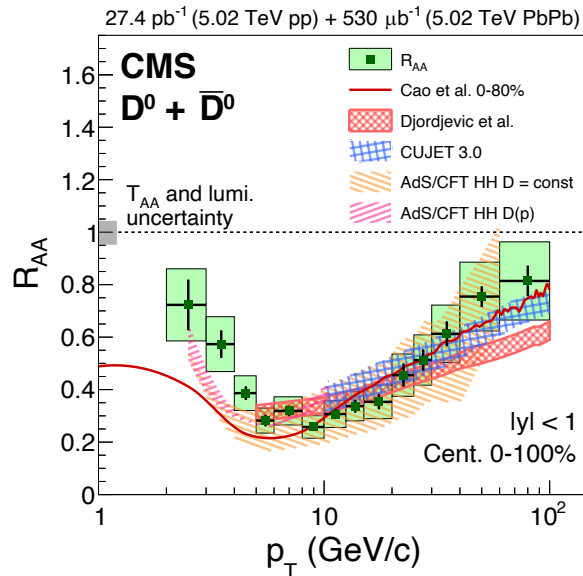 27.4 pb⁻¹ (5.02 TeV pp) + 530 μb⁻¹ (5.02 TeV PbPb)
CMS
D⁰ + D̅⁰
R_AA
Cao et al. 0-80%
Djordjevic et al.
CUJET 3.0
AdS/CFT HH D = const
AdS/CFT HH D(p)
T_AA and lumi.
uncertainty
R_AA
1.6
1.4
1.2
1
0.8
0.6
0.4
0.2
0
|y| < 1
Cent. 0-100%
1
10
10²
p_T (GeV/c)